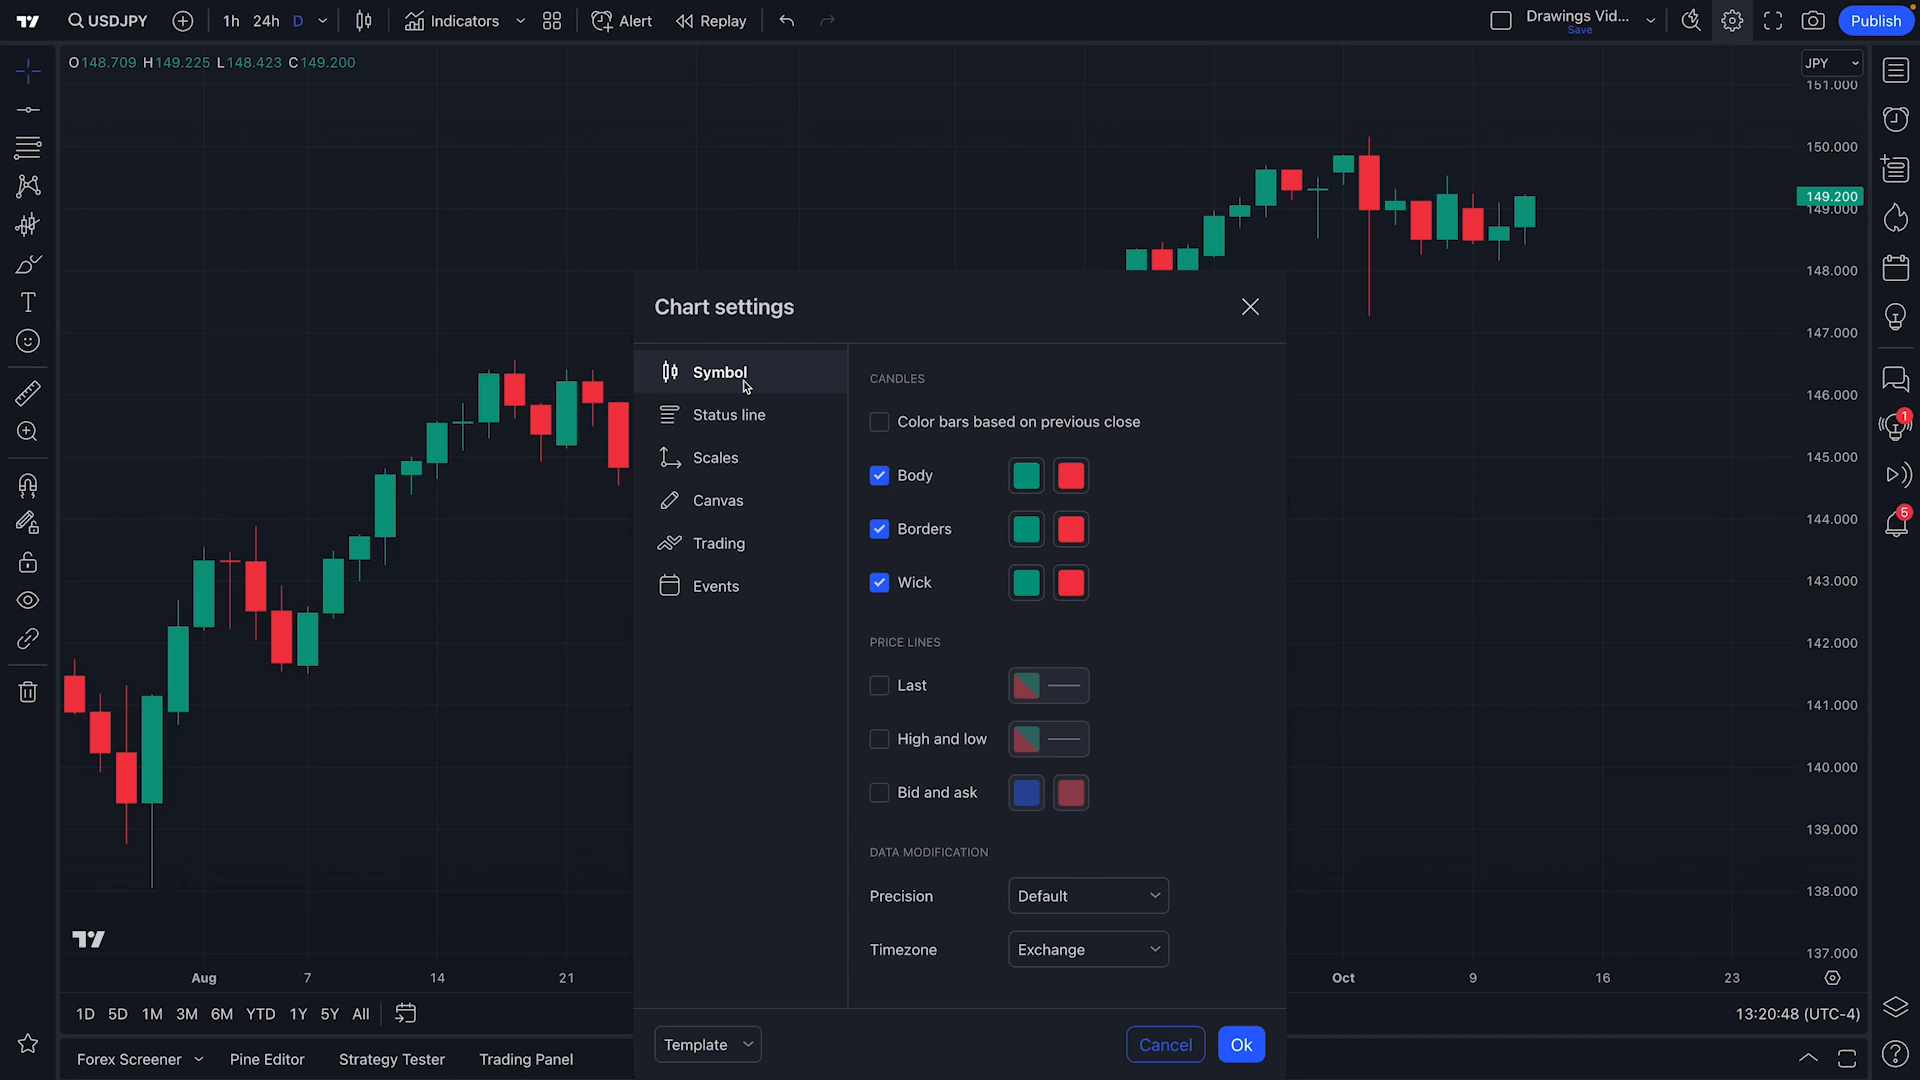 USDJPY 1h 24h D Indicators Alert Replay Drawings Vid... Publish
Save
O148.709 H149.225 L148.423 C149.200
JPY
151.000
150.000
149.200
149.000
148.000
147.000
146.000
145.000
144.000
143.000
142.000
141.000
140.000
139.000
138.000
137.000
1
5
Chart settings
Symbol
Status line
Scales
Canvas
Trading
Events
CANDLES
Color bars based on previous close
Body
Borders
Wick
PRICE LINES
Last
High and low
Bid and ask
DATA MODIFICATION
Precision Default
Timezone Exchange
Template Cancel Ok
Aug 7 14 21 Oct 9 16 23
1D 5D 1M 3M 6M YTD 1Y 5Y All 13:20:48 (UTC-4)
Forex Screener Pine Editor Strategy Tester Trading Panel